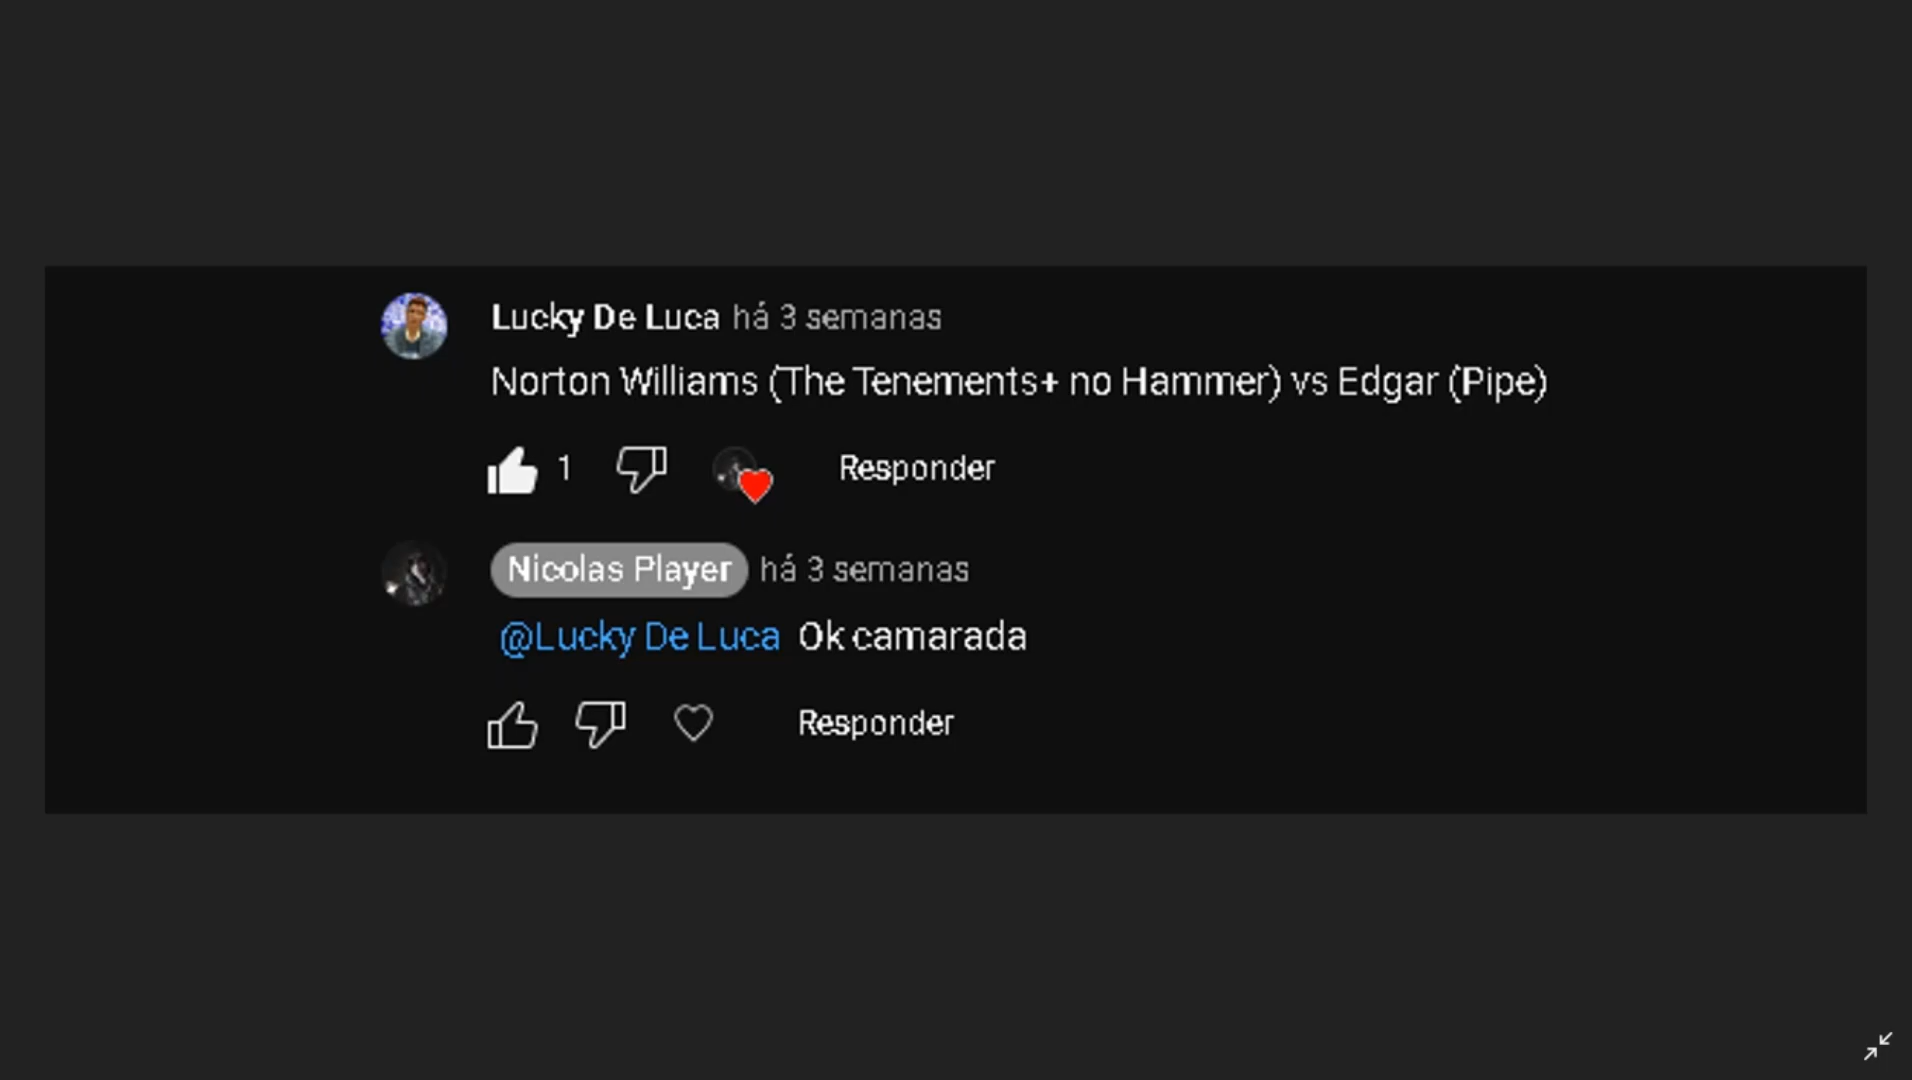 Lucky De Luca há 3 semanas
Norton Williams (The Tenements+ no Hammer) vs Edgar (Pipe)
1 Responder
Nicolas Player há 3 semanas
@Lucky De Luca Ok camarada
Responder